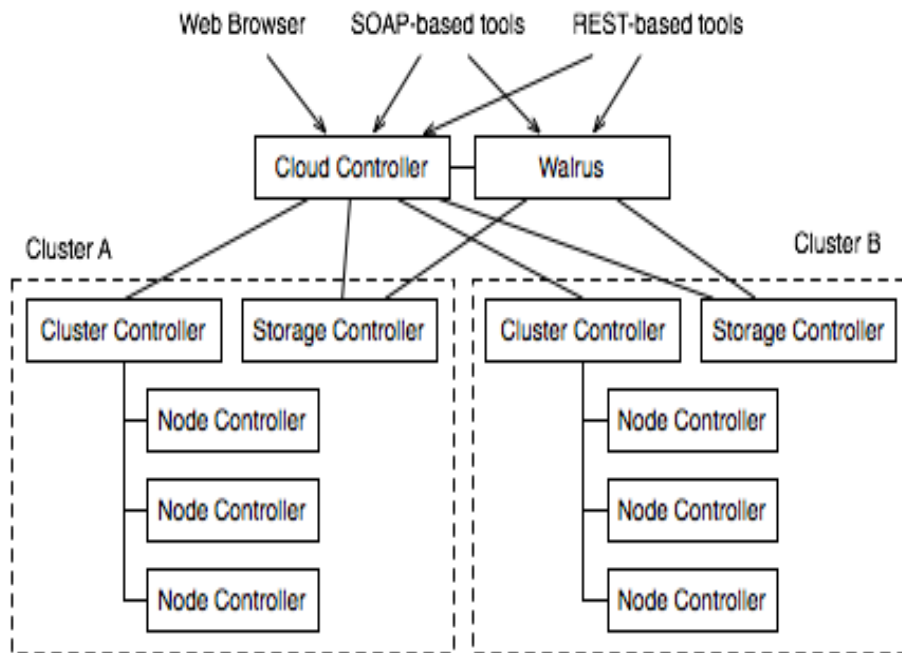 Web Browser
SOAP-based tools
REST-based tools
Cloud Controller
Walrus
Cluster A
Cluster B
Cluster Controller
Storage Controller
Cluster Controller
Storage Controller
Node Controller
Node Controller
Node Controller
Node Controller
Node Controller
Node Controller